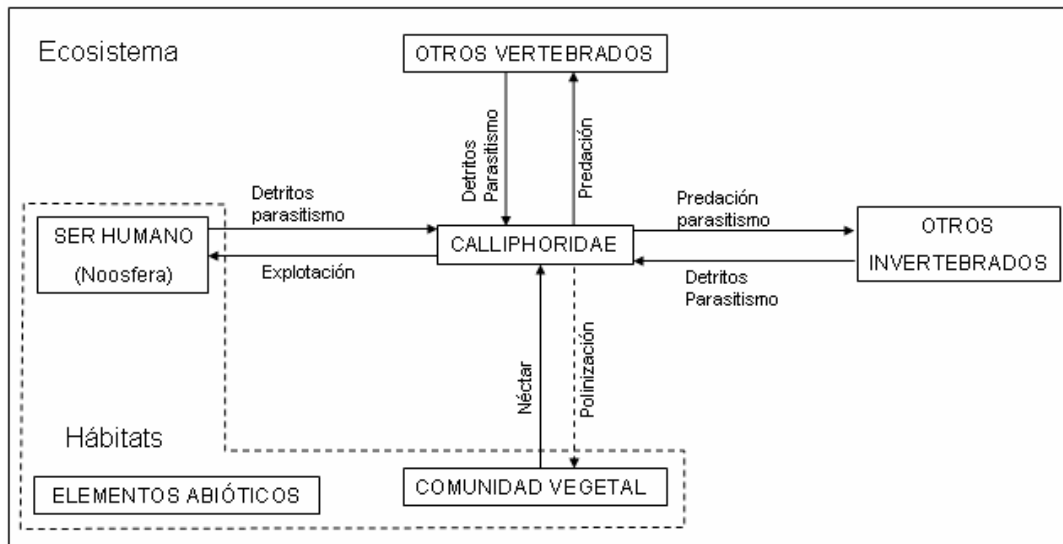 Ecosistema
OTROS VERTEBRADOS
Detritos
Parasitismo
Predación
Detritos
parasitismo
Predación
parasitismo
SER HUMANO
(Noosfera)
CALLIPHORIDAE
OTROS
INVERTEBRADOS
Explotación
Detritos
Parasitismo
Néctar
Polinización
Hábitats
ELEMENTOS ABIÓTICOS
COMUNIDAD VEGETAL